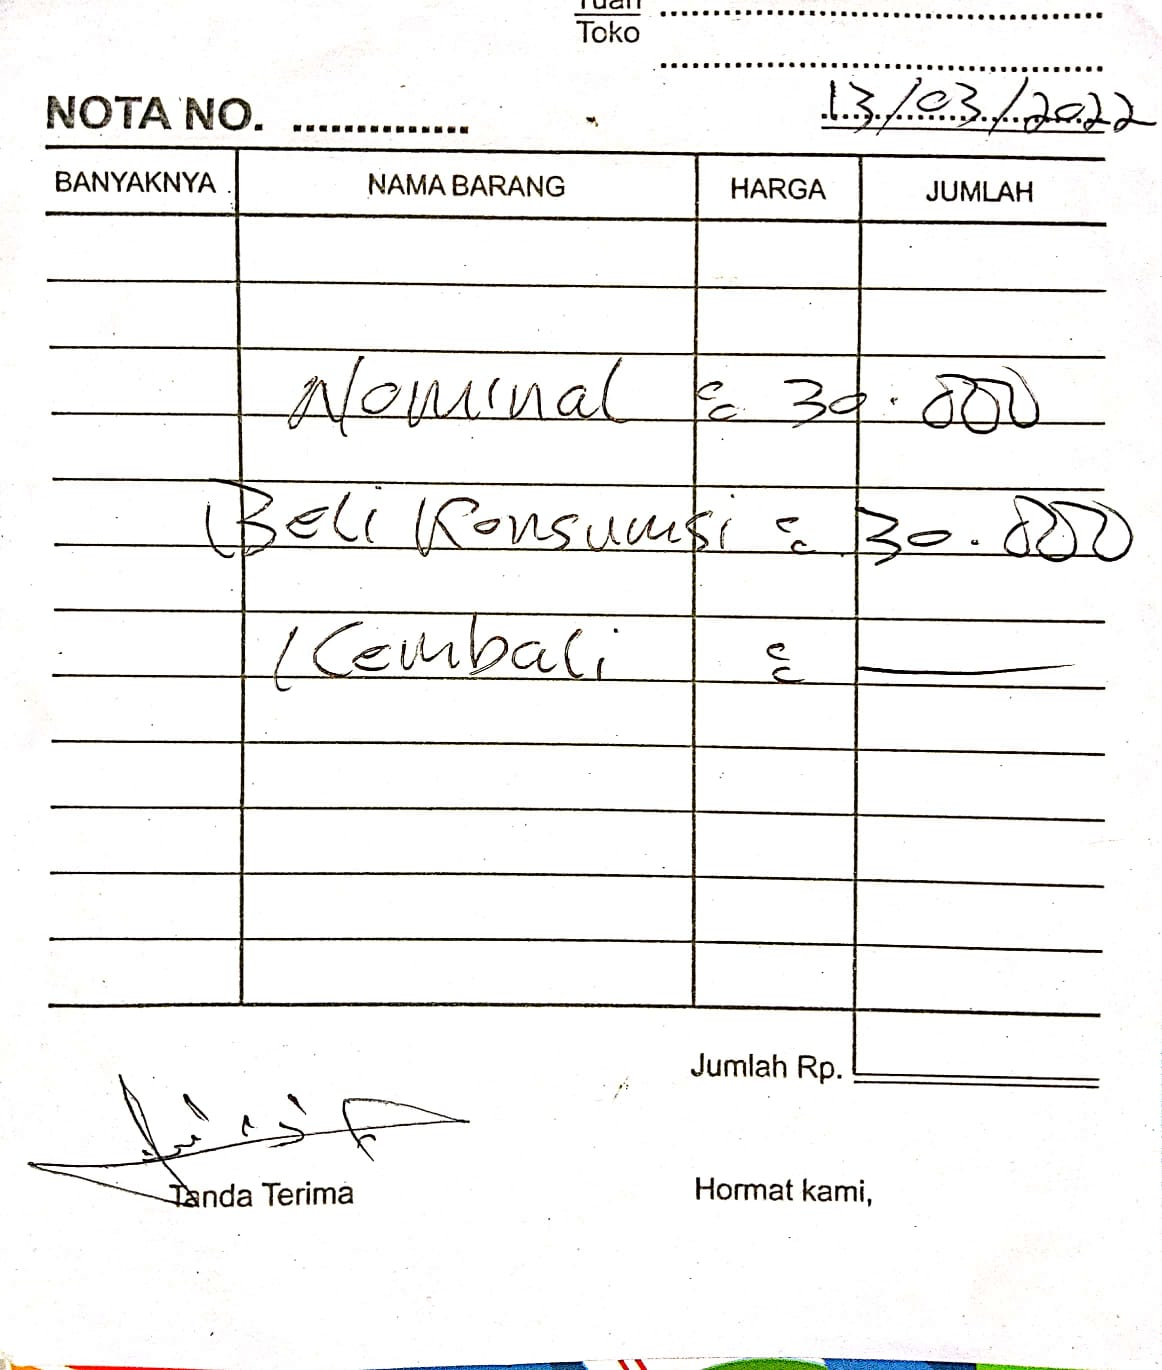 Tuan
Toko
13/03/2022
NOTA NO.
BANYAKNYA NAMA BARANG HARGA JUMLAH
Nominal : 30.000
Beli Konsumsi : 30.000
Kembali : —
Jumlah Rp.
Tanda Terima Hormat kami,